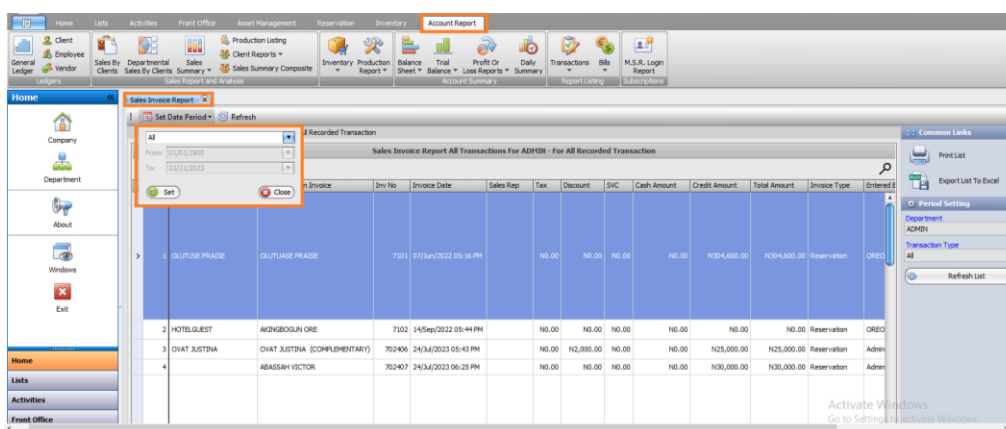 Home Lists Activities Front Office Asset Management Reservation Inventory Account Report
Client
Employee
Vendor
General Ledger
Ledgers
Sales By Clients
Departmental Sales By Clients
Sales Summary
Production Listing
Client Reports
Sales Summary Composite
Sales Report and Analysis
Inventory
Production Report
Balance Sheet
Trial Balance
Profit Or Loss Reports
Daily Summary
Account Summary
Transactions
Bills
Report Listing
M.S.R. Login Report
Subscriptions
Home
Company
Department
About
Windows
Exit
Home
Lists
Activities
Front Office
Sales Invoice Report -
Set Date Period Refresh
All
From: 01/01/1900
To: 23/11/2023
Set Close
All Recorded Transaction
Sales Invoice Report All Transactions For ADMIN - For All Recorded Transaction
Invoice Inv No Invoice Date Sales Rep Tax Discount SVC Cash Amount Credit Amount Total Amount Invoice Type Entered B
1 OLUTUSE PRAISE OLUTUASE PRAISE 7101 07/Jun/2022 05:16 PM N0.00 N0.00 N0.00 N0.00 N304,600.00 N304,600.00 Reservation OREO
2 HOTELGUEST AKINGBOGUN ORE 7102 14/Sep/2022 05:44 PM N0.00 N0.00 N0.00 N0.00 N0.00 N0.00 Reservation OREO
3 OVAT JUSTINA OVAT JUSTINA (COMPLEMENTARY) 702406 24/Jul/2023 05:43 PM N0.00 N2,000.00 N0.00 N0.00 N25,000.00 N25,000.00 Reservation Admin
4 ABASSAH VICTOR 702407 24/Jul/2023 06:25 PM N0.00 N0.00 N0.00 N0.00 N30,000.00 N30,000.00 Reservation Admin
Common Links
Print List
Export List To Excel
Period Setting
Department
ADMIN
Transaction Type
All
Refresh List
Activate Windows
Go to Settings to activate Windows.